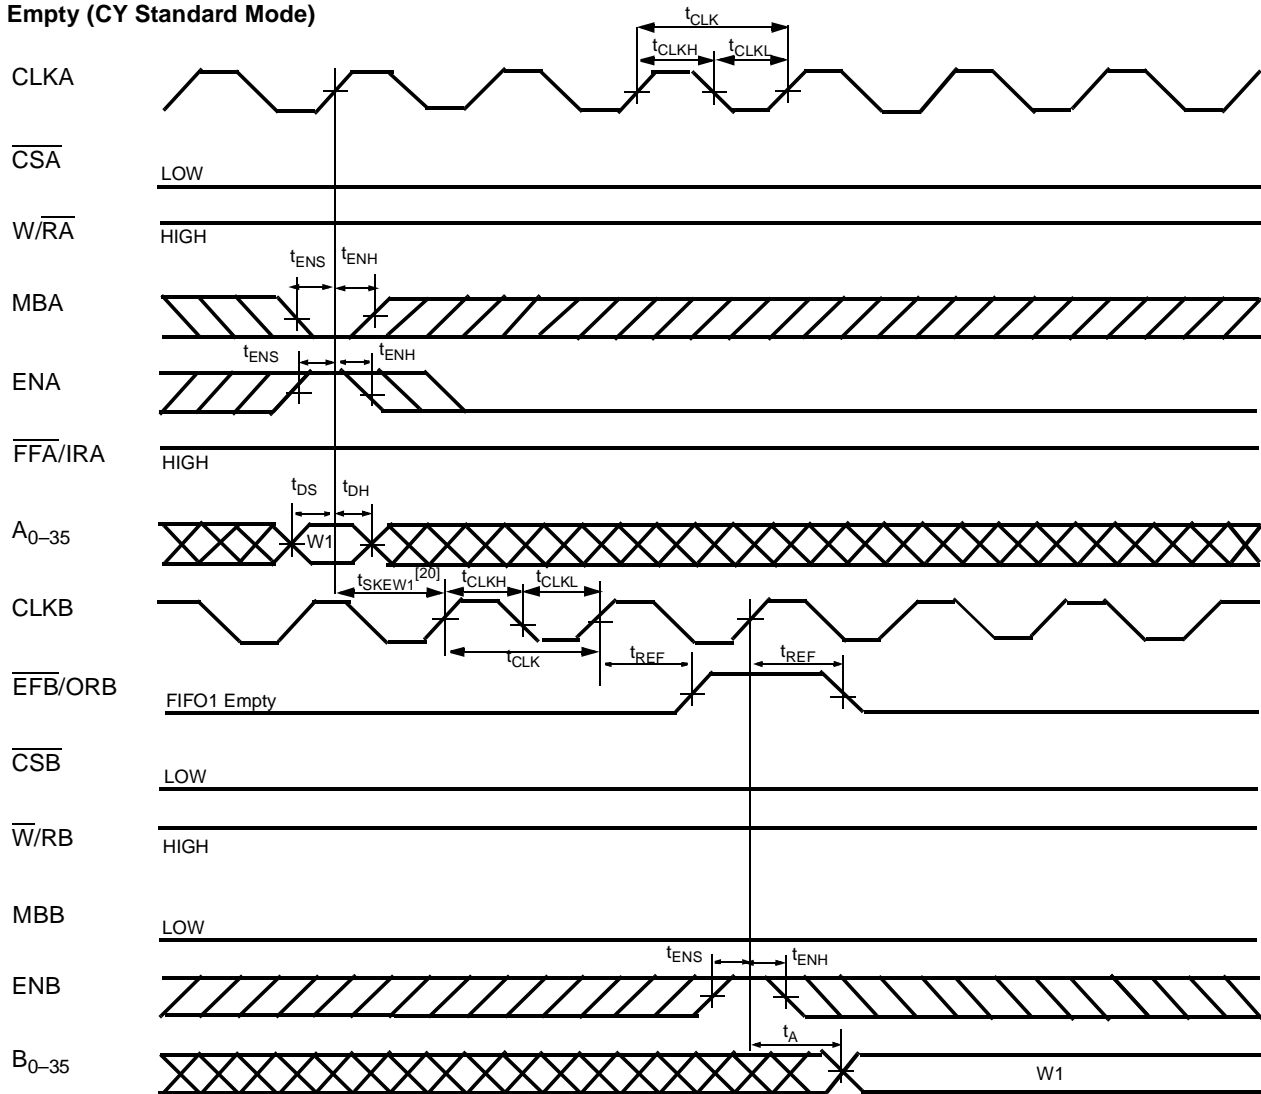 Empty (CY Standard Mode)
tCLK
tCLKH tCLKL
CLKA
CSA
LOW
W/RA
HIGH
tENS tENH
MBA
tENS tENH
ENA
FFA/IRA
HIGH
tDS tDH
A0–35
W1
tSKEW1[20] tCLKH tCLKL
CLKB
tCLK tREF tREF
EFB/ORB
FIFO1 Empty
CSB
LOW
W/RB
HIGH
MBB
LOW
tENS tENH
ENB
tA
B0–35
W1